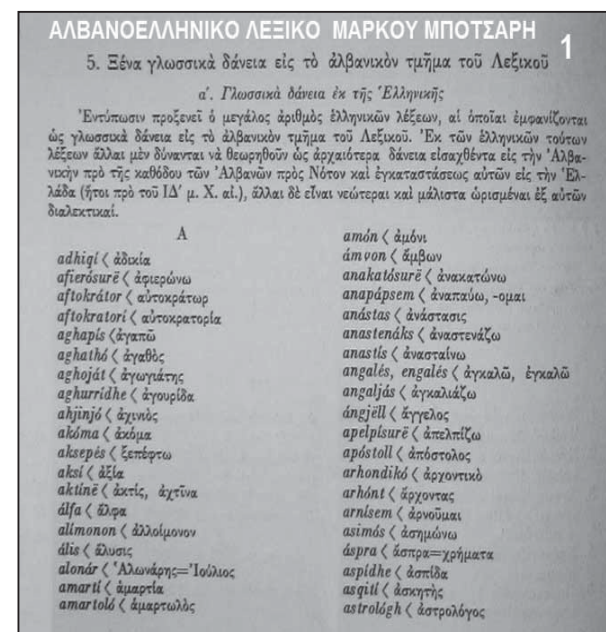 ΑΛΒΑΝΟΕΛΛΗΝΙΚΟ ΛΕΞΙΚΟ ΜΑΡΚΟΥ ΜΠΟΤΣΑΡΗ
1
5. Ξένα γλωσσικὰ δάνεια εἰς τὸ ἀλβανικὸν τμῆμα τοῦ Λεξικοῦ
α'. Γλωσσικὰ δάνεια ἐκ τῆς Ἑλληνικῆς
Ἐντύπωσιν προξενεῖ ὁ μεγάλος ἀριθμὸς ἑλληνικῶν λέξεων, αἱ ὁποῖαι ἐμφανίζονται
ὡς γλωσσικὰ δάνεια εἰς τὸ ἀλβανικὸν τμῆμα τοῦ Λεξικοῦ. Ἐκ τῶν ἑλληνικῶν τούτων
λέξεων ἄλλαι μὲν δύνανται νὰ θεωρηθοῦν ὡς ἀρχαιότερα δάνεια εἰσαχθέντα εἰς τὴν Ἀλβα-
νικὴν πρὸ τῆς καθόδου τῶν Ἀλβανῶν πρὸς Νότον καὶ ἐγκαταστάσεως αὐτῶν εἰς τὴν Ἑλ-
λάδα (ἤτοι πρὸ τοῦ ΙΔ' μ. Χ. αἰ.), ἄλλαι δὲ εἶναι νεώτεραι καὶ μάλιστα ὡρισμέναι ἐξ αὐτῶν
διαλεκτικαί.
A
adhigí < ἀδικία
afierósurë < ἀφιερώνω
aftokrátor < αὐτοκράτωρ
aftokratorí < αὐτοκρατορία
aghapís <ἀγαπῶ
aghathó < ἀγαθὸς
aghoját < ἀγωγιάτης
aghurrídhe < ἀγουρίδα
ahjinjó < ἀχινιὸς
akóma < ἀκόμα
aksepés < ξεπέφτω
aksí < ἀξία
aktínë < ἀκτίς, ἀχτῖνα
álfa < ἄλφα
alímonon < ἀλλοίμονον
ális < ἅλυσις
alonár < Ἁλωνάρης=Ἰούλιος
amartí < ἁμαρτία
amartoló < ἁμαρτωλὸς
amón < ἀμόνι
ámvon < ἄμβων
anakatósurë < ἀνακατώνω
anapápsem < ἀναπαύω, -ομαι
anástas < ἀνάστασις
anastenáks < ἀναστενάζω
anastís < ἀνασταίνω
angalés, engalés < ἀγκαλῶ, ἐγκαλῶ
angaljás < ἀγκαλιάζω
ángjëll < ἄγγελος
apelpísurë < ἀπελπίζω
apóstoll < ἀπόστολος
arhondikó < ἀρχοντικὸ
arhónt < ἄρχοντας
arnísem < ἀρνοῦμαι
asimós < ἀσημώνω
áspra < ἄσπρα=χρήματα
aspídhe < ἀσπίδα
asqití < ἀσκητὴς
astrológh < ἀστρολόγος